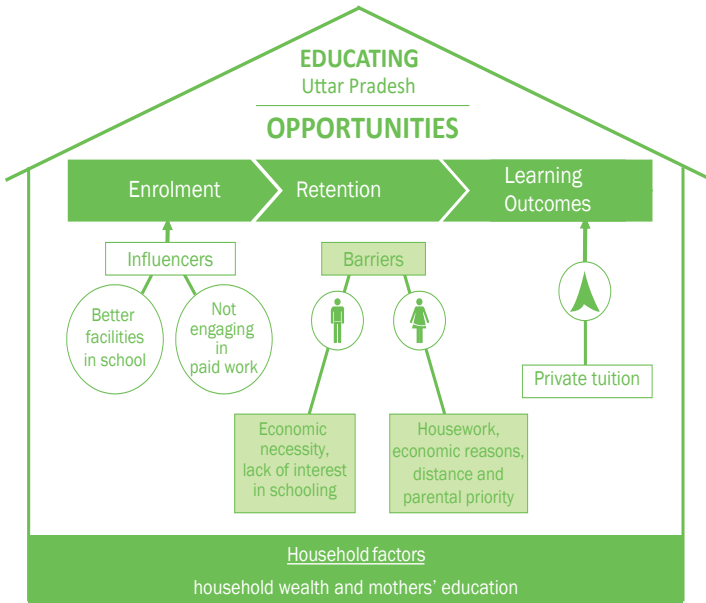 EDUCATING
Uttar Pradesh
OPPORTUNITIES
Enrolment
Retention
Learning
Outcomes
Influencers
Better
facilities
in school
Not
engaging
in
paid work
Barriers
Economic
necessity,
lack of interest
in schooling
Housework,
economic reasons,
distance and
parental priority
Private tuition
Household factors
household wealth and mothers' education